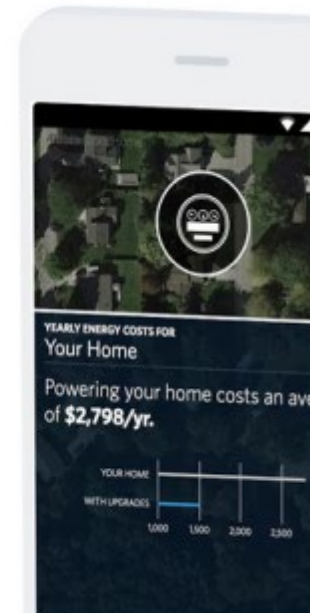 YEARLY ENERGY COSTS FOR
Your Home
Powering your home costs an
of $2,798/yr.
YOUR HOME
WITH UPGRADES
1,000 1,500 2,000 2,500